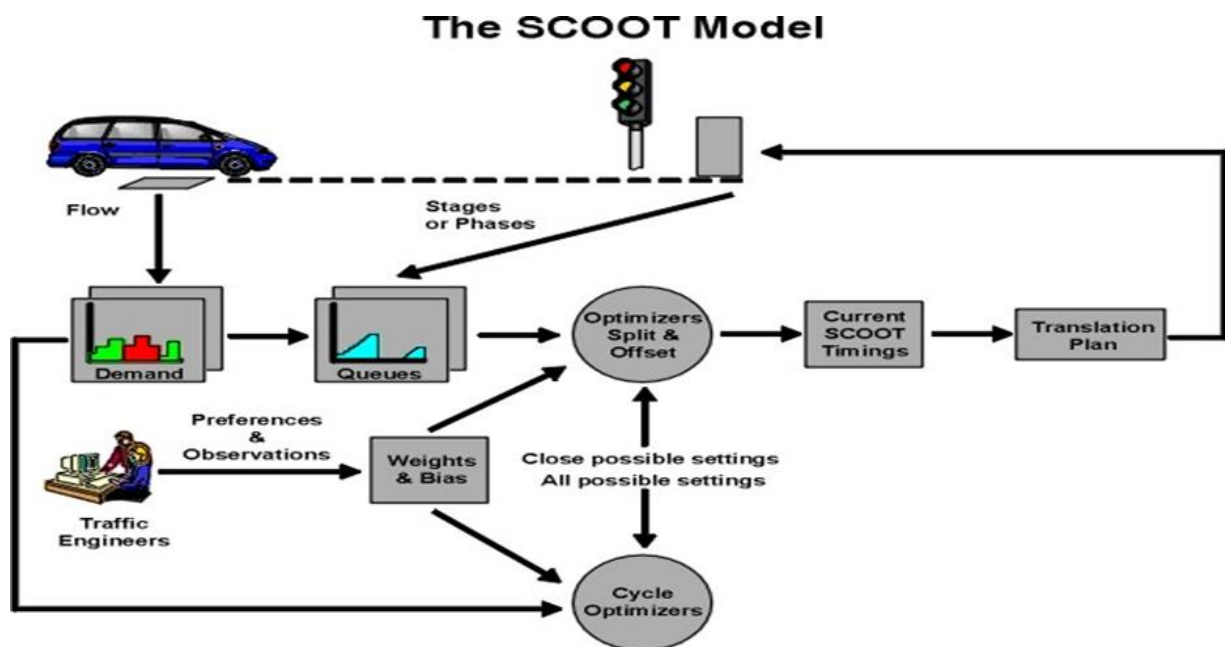 The SCOOT Model
Flow
Stages
or Phases
Demand
Queues
Optimizers
Split &
Offset
Current
SCOOT
Timings
Translation
Plan
Preferences
&
Observations
Traffic
Engineers
Weights
& Bias
Close possible settings
All possible settings
Cycle
Optimizers